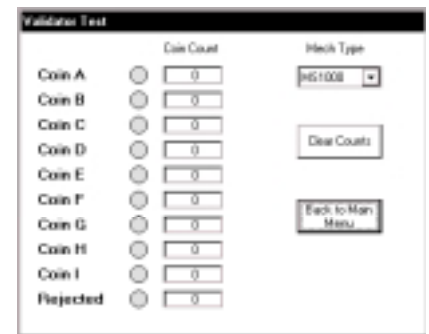 Validator Test
Coin Count
Mech Type
Coin A 0
MS1000
Coin B 0
Coin C 0
Coin D 0
Clear Counts
Coin E 0
Coin F 0
Back to Main
Menu
Coin G 0
Coin H 0
Coin I 0
Rejected 0